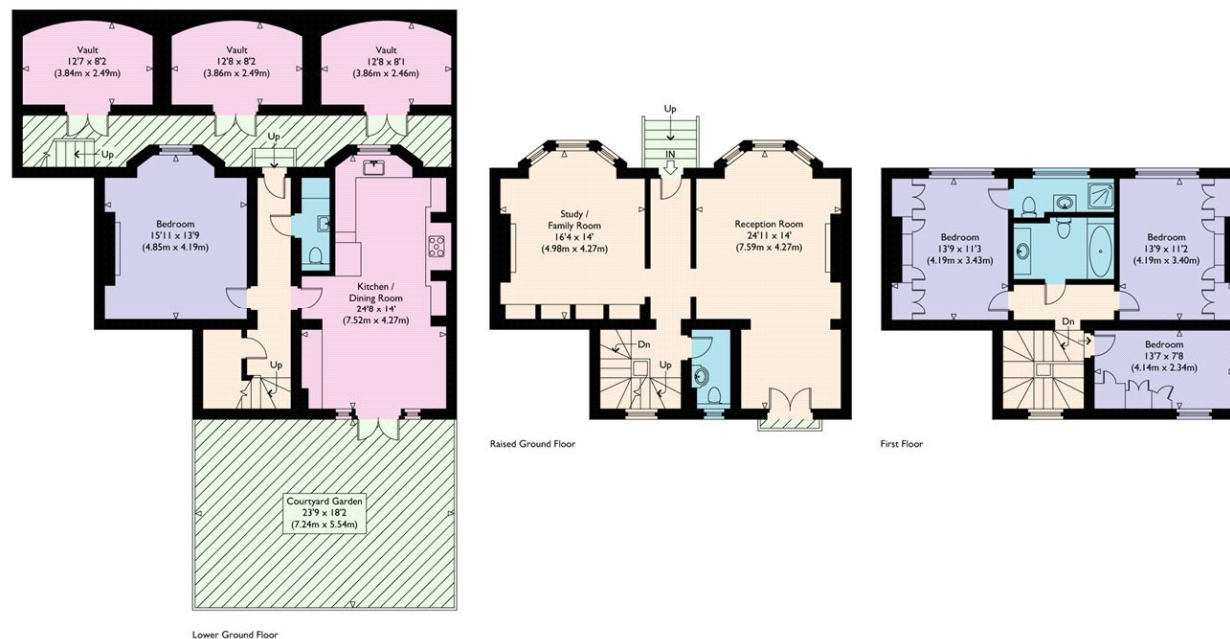 Vault
12'7 x 8'2
(3.84m x 2.49m)
Vault
12'8 x 8'2
(3.86m x 2.49m)
Vault
12'8 x 8'1
(3.86m x 2.46m)
Up
Up
Bedroom
15'11 x 13'9
(4.85m x 4.19m)
Kitchen /
Dining Room
24'8 x 14'
(7.52m x 4.27m)
Up
Courtyard Garden
23'9 x 18'2
(7.24m x 5.54m)
Lower Ground Floor
Up
IN
Study /
Family Room
16'4 x 14'
(4.98m x 4.27m)
Reception Room
24'11 x 14'
(7.59m x 4.27m)
Dn
Up
Raised Ground Floor
Bedroom
13'9 x 11'3
(4.19m x 3.43m)
Bedroom
13'9 x 11'2
(4.19m x 3.40m)
Dn
Bedroom
13'7 x 7'8
(4.14m x 2.34m)
First Floor